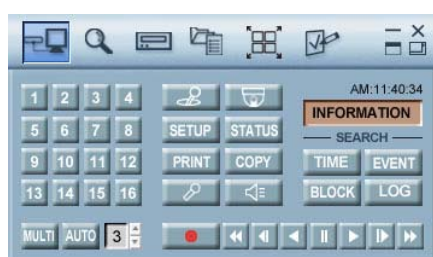 AM:11:40:34
1 2 3 4
INFORMATION
5 6 7 8 SETUP STATUS
SEARCH
9 10 11 12 PRINT COPY TIME EVENT
13 14 15 16 BLOCK LOG
MULTI AUTO 3